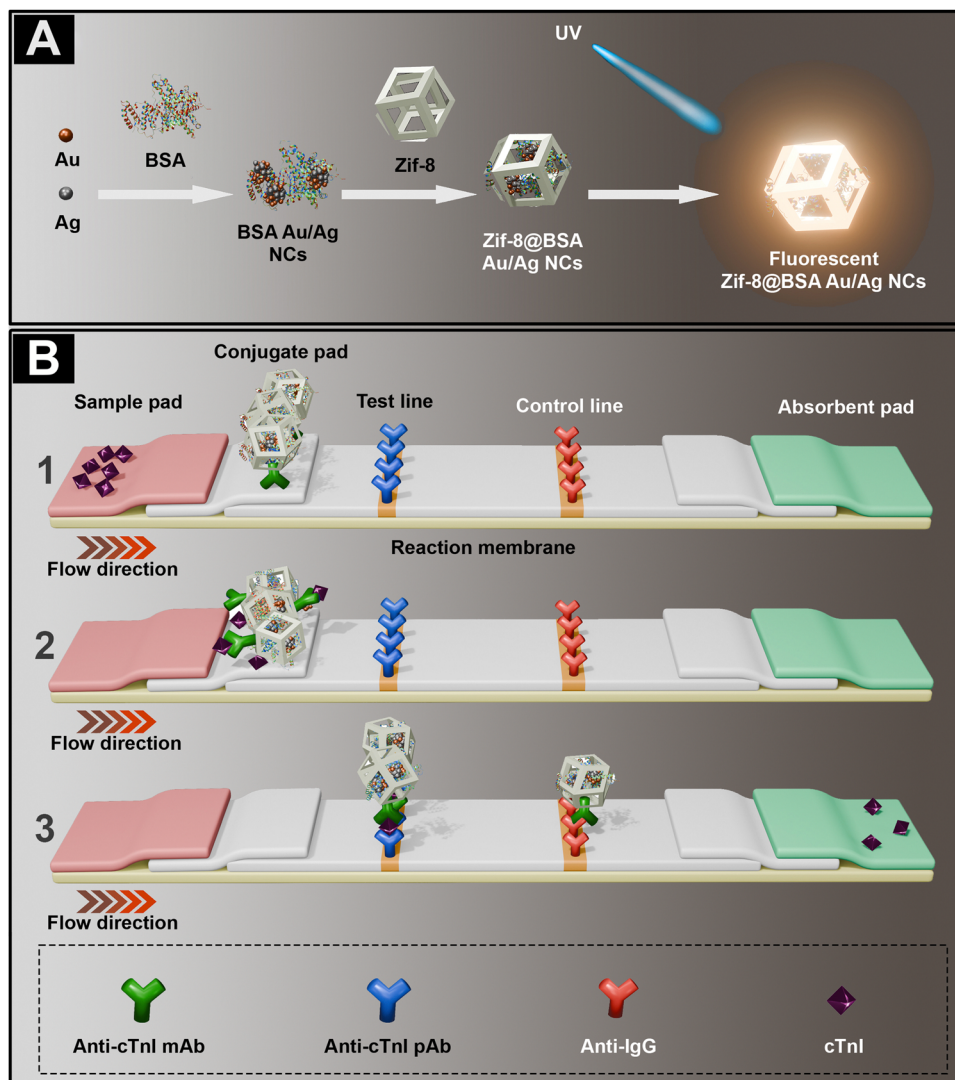 A
UV
Au
Ag
BSA
BSA Au/Ag
NCs
Zif-8
Zif-8@BSA
Au/Ag NCs
Fluorescent
Zif-8@BSA Au/Ag NCs
B
Sample pad
Conjugate pad
Test line
Control line
Absorbent pad
1
Flow direction
Reaction membrane
2
Flow direction
3
Flow direction
Anti-cTnI mAb
Anti-cTnI pAb
Anti-IgG
cTnI